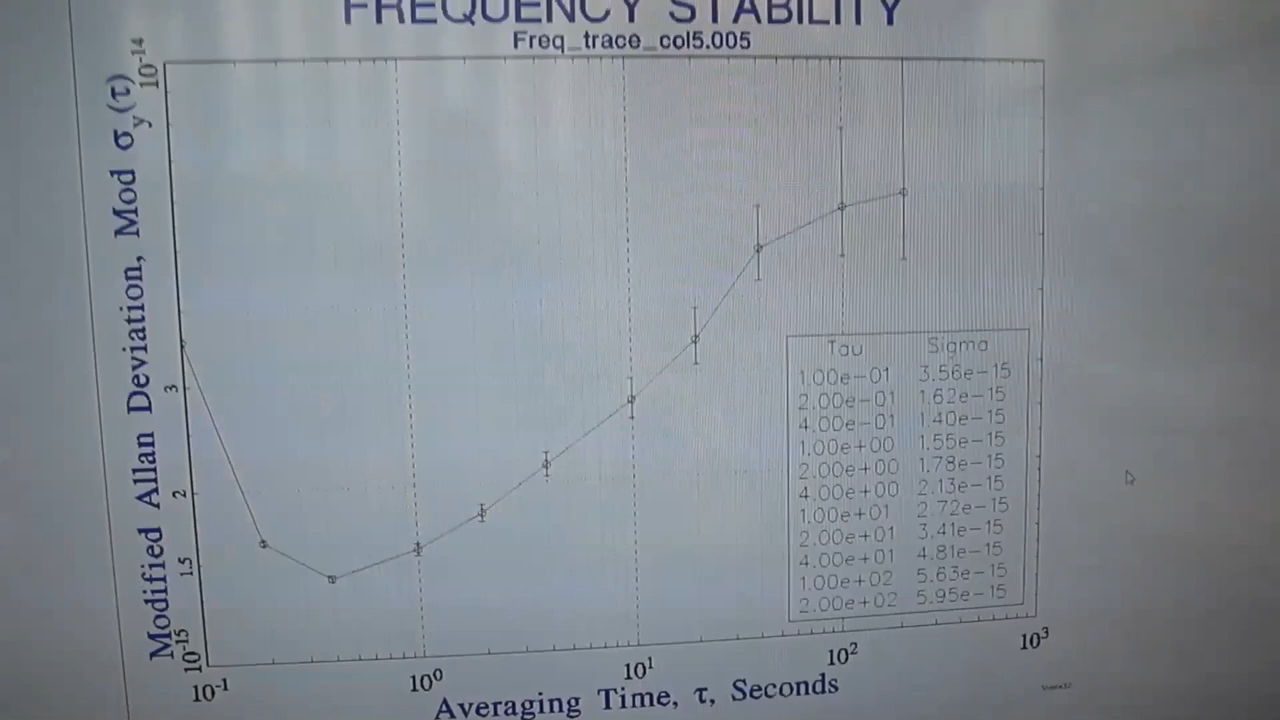 FREQUENCY STABILITY
Freq_trace_col5.005
Modified Allan Deviation, Mod σy(τ)
10-14
3
2
1.5
10-15
Tau Sigma
1.00e-01 3.56e-15
2.00e-01 1.62e-15
4.00e-01 1.40e-15
1.00e+00 1.55e-15
2.00e+00 1.78e-15
4.00e+00 2.13e-15
1.00e+01 2.72e-15
2.00e+01 3.41e-15
4.00e+01 4.81e-15
1.00e+02 5.63e-15
2.00e+02 5.95e-15
10-1 100 101 102 103
Averaging Time, τ, Seconds